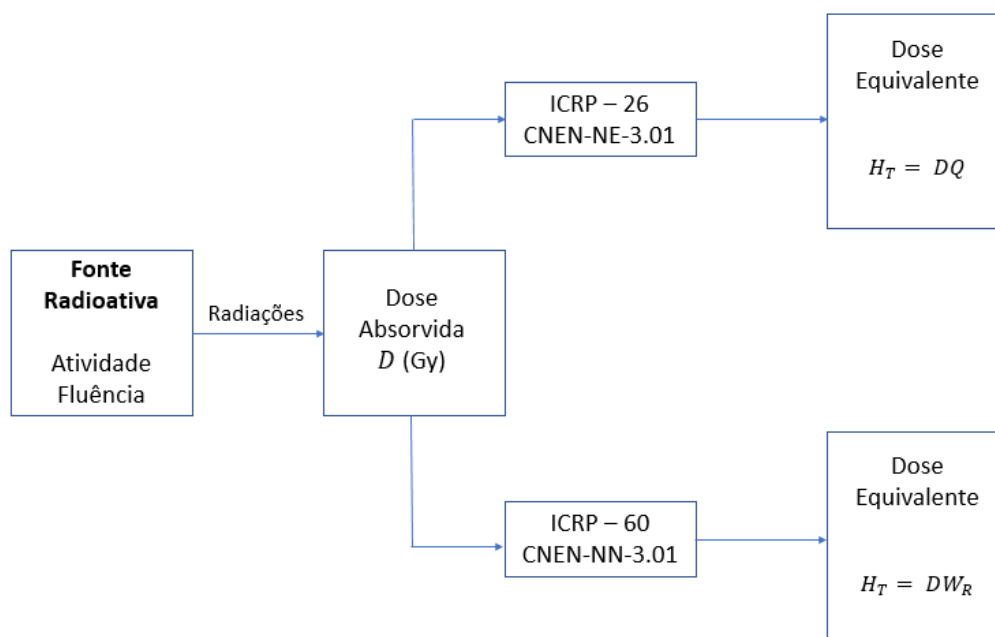 Dose
Equivalente
H_T = DQ
ICRP – 26
CNEN-NE-3.01
Fonte
Radioativa
Atividade
Fluência
Radiações
Dose
Absorvida
D (Gy)
ICRP – 60
CNEN-NN-3.01
Dose
Equivalente
H_T = DW_R